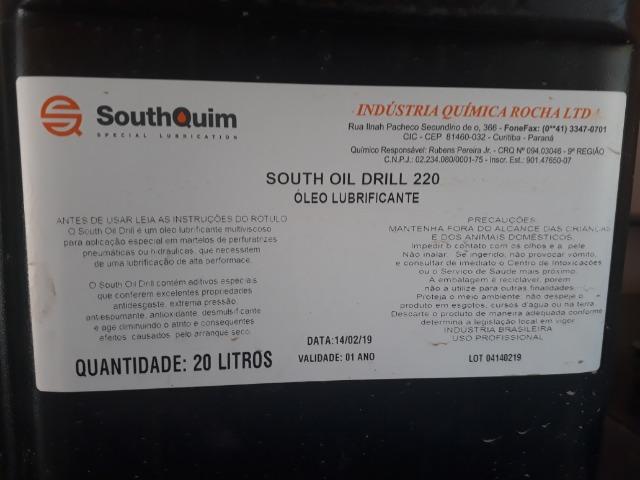 SouthQuim
SPECIAL LUBRICATION
INDÚSTRIA QUÍMICA ROCHA LTD
Rua Ilnah Pacheco Secundino de o, 366 - FoneFax: (0**41) 3347-0701
CIC - CEP 81460-032 - Curitiba - Paraná
Químico Responsável: Rubens Pereira Jr. - CRQ Nº 094.03046 - 9ª REGIÃO
C.N.P.J.: 02.234.080/0001-75 - Inscr. Est.: 901.47650-07
SOUTH OIL DRILL 220
ÓLEO LUBRIFICANTE
ANTES DE USAR LEIA AS INSTRUÇÕES DO ROTULO
O South Oil Drill é um óleo lubrificante multiviscoso
para aplicação especial em martelos de perfuratrizes
pneumáticas ou hidráulicas, que necessitem
de uma lubrificação de alta performace.
O South Oil Drill contém aditivos especiais
que conferem excelentes propriedades
antidesgaste, extrema pressão,
antiespumante, antioxidante, desmulsificante
e age diminuindo o atrito e consequentes
efeitos causados pelo arranque seco.
QUANTIDADE: 20 LITROS
DATA:14/02/19
VALIDADE: 01 ANO
PRECAUÇÕES:
MANTENHA FORA DO ALCANCE DAS CRIANÇAS
E DOS ANIMAIS DOMÉSTICOS.
Impedir o contato com os olhos e a pele.
Não inalar. Se ingerido, não provocar vômito,
e consultar de imediato o Centro de Intoxicações
ou o Serviço de Saúde mais próximo.
A embalagem é reciclável, porém
não a utilize para outras finalidades.
Proteja o meio ambiente, não despeje o
produto em esgotos, cursos d'água ou na terra.
Descarte o produto de maneira adequada conforme
determina a legislação local em vigor.
INDÚSTRIA BRASILEIRA
USO PROFISSIONAL
LOT 04140219